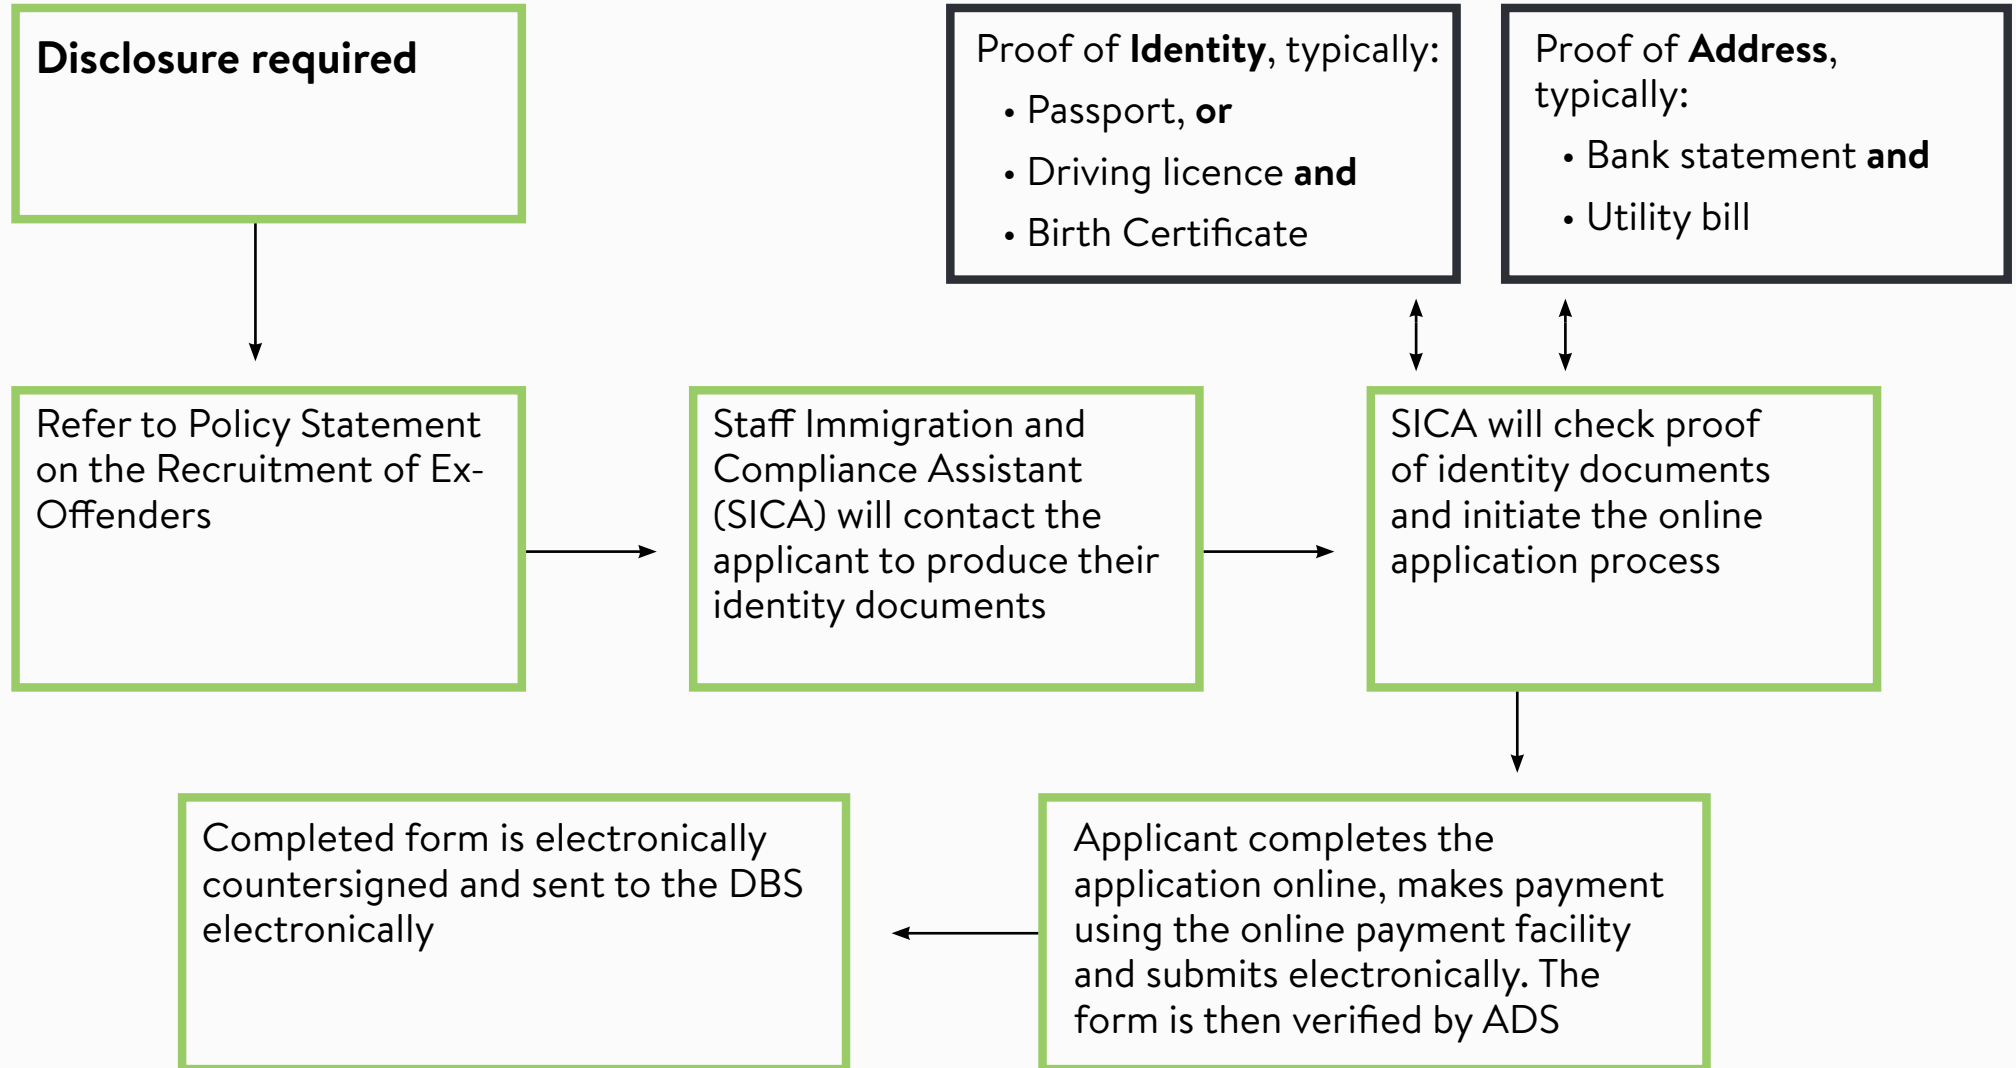 Disclosure required
Proof of Identity, typically:
• Passport, or
• Driving licence and
• Birth Certificate
Proof of Address,
typically:
• Bank statement and
• Utility bill
Refer to Policy Statement
on the Recruitment of Ex-
Offenders
Staff Immigration and
Compliance Assistant
(SICA) will contact the
applicant to produce their
identity documents
SICA will check proof
of identity documents
and initiate the online
application process
Applicant completes the
application online, makes payment
using the online payment facility
and submits electronically. The
form is then verified by ADS
Completed form is electronically
countersigned and sent to the DBS
electronically